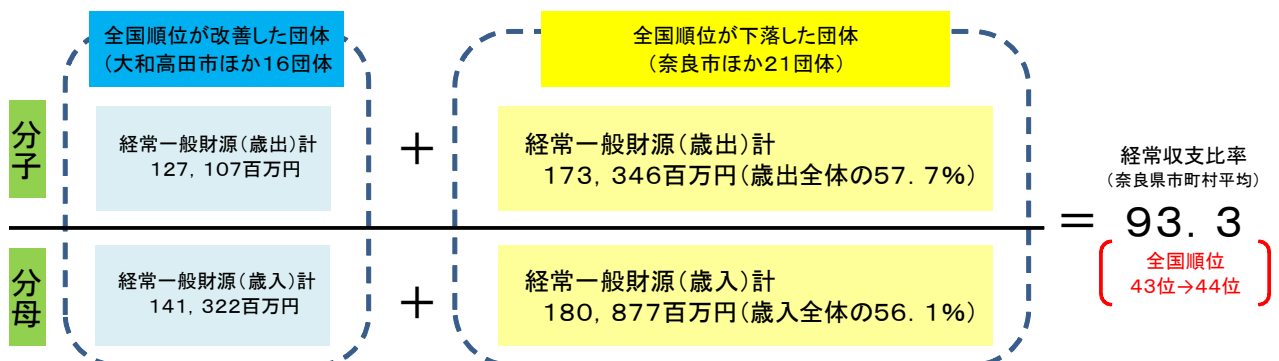 全国順位が改善した団体
(大和高田市ほか16団体
全国順位が下落した団体
(奈良市ほか21団体)
分子
経常一般財源(歳出)計
127,107百万円
+
経常一般財源(歳出)計
173,346百万円(歳出全体の57.7%)
分母
経常一般財源(歳入)計
141,322百万円
+
経常一般財源(歳入)計
180,877百万円(歳入全体の56.1%)
=
経常収支比率
(奈良県市町村平均)
93.3
全国順位
43位→44位